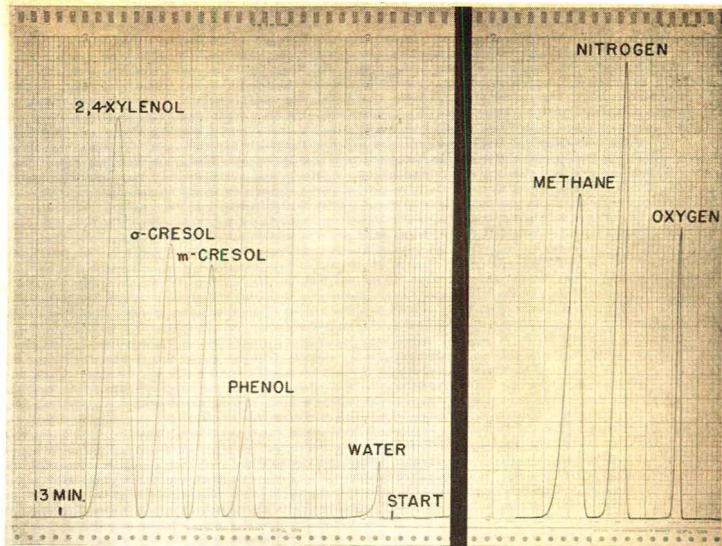 NITROGEN
2,4-XYLENOL
METHANE
OXYGEN
σ-CRESOL
m-CRESOL
PHENOL
WATER
13 MIN.
START